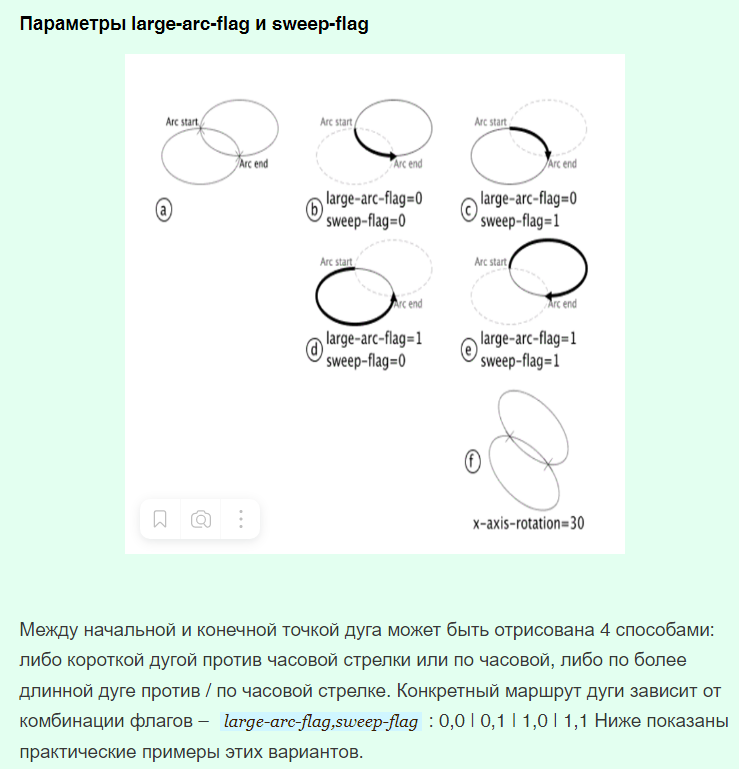 Параметры large-arc-flag и sweep-flag
Arc start
Arc end
a
Arc start
Arc end
b
large-arc-flag=0
sweep-flag=0
Arc start
Arc end
c
large-arc-flag=0
sweep-flag=1
Arc start
Arc end
d
large-arc-flag=1
sweep-flag=0
Arc start
Arc end
e
large-arc-flag=1
sweep-flag=1
f
x-axis-rotation=30
Между начальной и конечной точкой дуга может быть отрисована 4 способами:
либо короткой дугой против часовой стрелки или по часовой, либо по более
длинной дуге против / по часовой стрелке. Конкретный маршрут дуги зависит от
комбинации флагов – large-arc-flag,sweep-flag : 0,0 | 0,1 | 1,0 | 1,1 Ниже показаны
практические примеры этих вариантов.